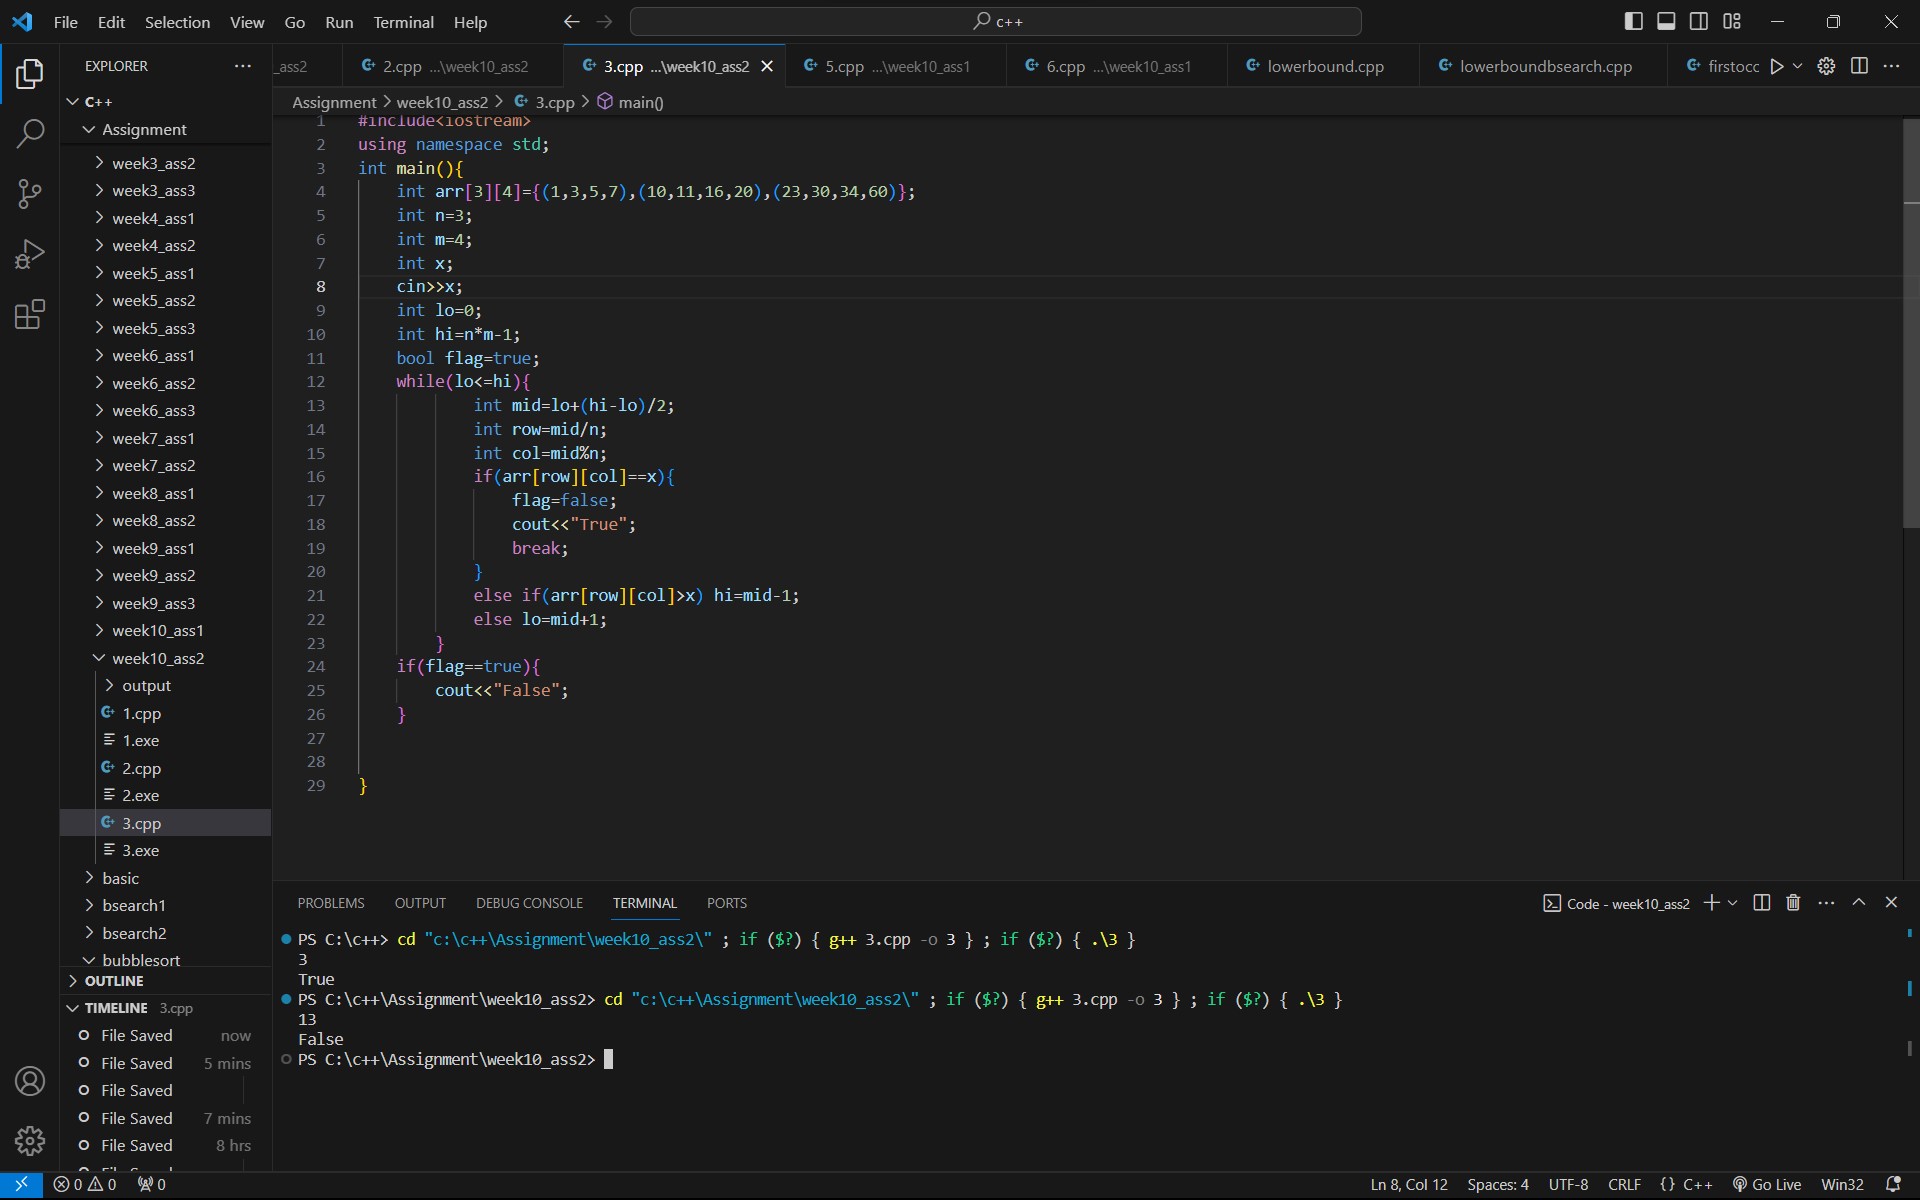 File Edit Selection View Go Run Terminal Help
c++
EXPLORER
C++
Assignment
week3_ass2
week3_ass3
week4_ass1
week4_ass2
week5_ass1
week5_ass2
week5_ass3
week6_ass1
week6_ass2
week6_ass3
week7_ass1
week7_ass2
week8_ass1
week8_ass2
week9_ass1
week9_ass2
week9_ass3
week10_ass1
week10_ass2
output
1.cpp
1.exe
2.cpp
2.exe
3.cpp
3.exe
basic
bsearch1
bsearch2
bubblesort
OUTLINE
TIMELINE 3.cpp
File Saved now
File Saved 5 mins
File Saved
File Saved 7 mins
File Saved 8 hrs
_ass2 2.cpp ...\week10_ass2 3.cpp ...\week10_ass2 5.cpp ...\week10_ass1 6.cpp ...\week10_ass1 lowerbound.cpp lowerboundbsearch.cpp firstocc
Assignment > week10_ass2 > 3.cpp > main()
1 #include<iostream>
2 using namespace std;
3 int main(){
4 int arr[3][4]={(1,3,5,7),(10,11,16,20),(23,30,34,60)};
5 int n=3;
6 int m=4;
7 int x;
8 cin>>x;
9 int lo=0;
10 int hi=n*m-1;
11 bool flag=true;
12 while(lo<=hi){
13 int mid=lo+(hi-lo)/2;
14 int row=mid/n;
15 int col=mid%n;
16 if(arr[row][col]==x){
17 flag=false;
18 cout<<"True";
19 break;
20 }
21 else if(arr[row][col]>x) hi=mid-1;
22 else lo=mid+1;
23 }
24 if(flag==true){
25 cout<<"False";
26 }
27
28
29 }
PROBLEMS OUTPUT DEBUG CONSOLE TERMINAL PORTS
Code - week10_ass2
PS C:\c++> cd "c:\c++\Assignment\week10_ass2\" ; if ($?) { g++ 3.cpp -o 3 } ; if ($?) { .\3 }
3
True
PS C:\c++\Assignment\week10_ass2> cd "c:\c++\Assignment\week10_ass2\" ; if ($?) { g++ 3.cpp -o 3 } ; if ($?) { .\3 }
13
False
PS C:\c++\Assignment\week10_ass2>
0 0 0
Ln 8, Col 12 Spaces: 4 UTF-8 CRLF {} C++ Go Live Win32